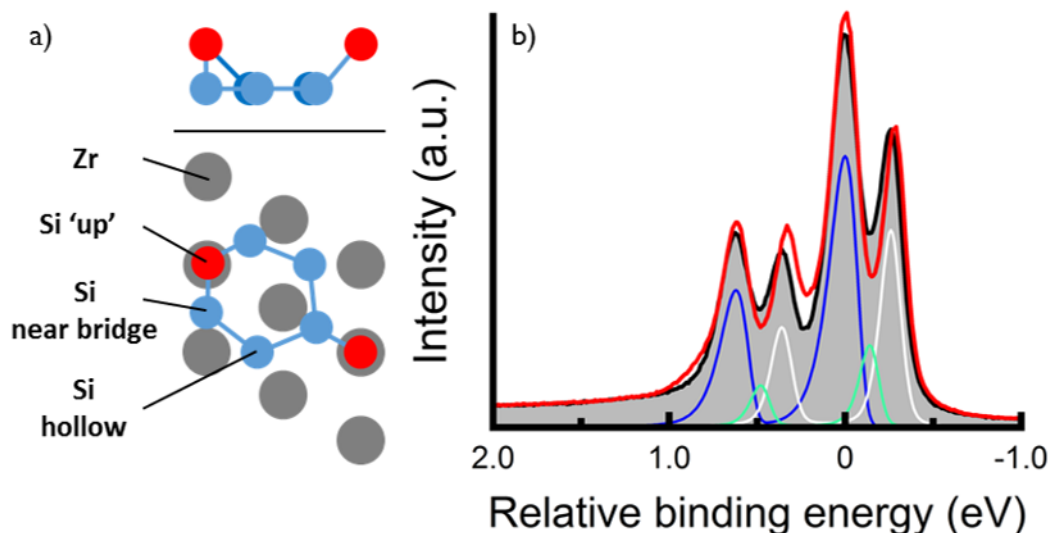 a)
Zr
Si ‘up’
Si
near bridge
Si
hollow
b)
Intensity (a.u.)
2.0 1.0 0 -1.0
Relative binding energy (eV)